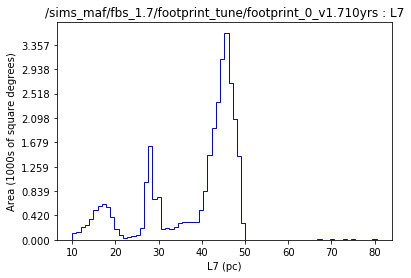 /sims_maf/fbs_1.7/footprint_tune/footprint_0_v1.710yrs : L7
Area (1000s of square degrees)
3.357
2.938
2.518
2.098
1.679
1.259
0.839
0.420
0.000
10 20 30 40 50 60 70 80
L7 (pc)